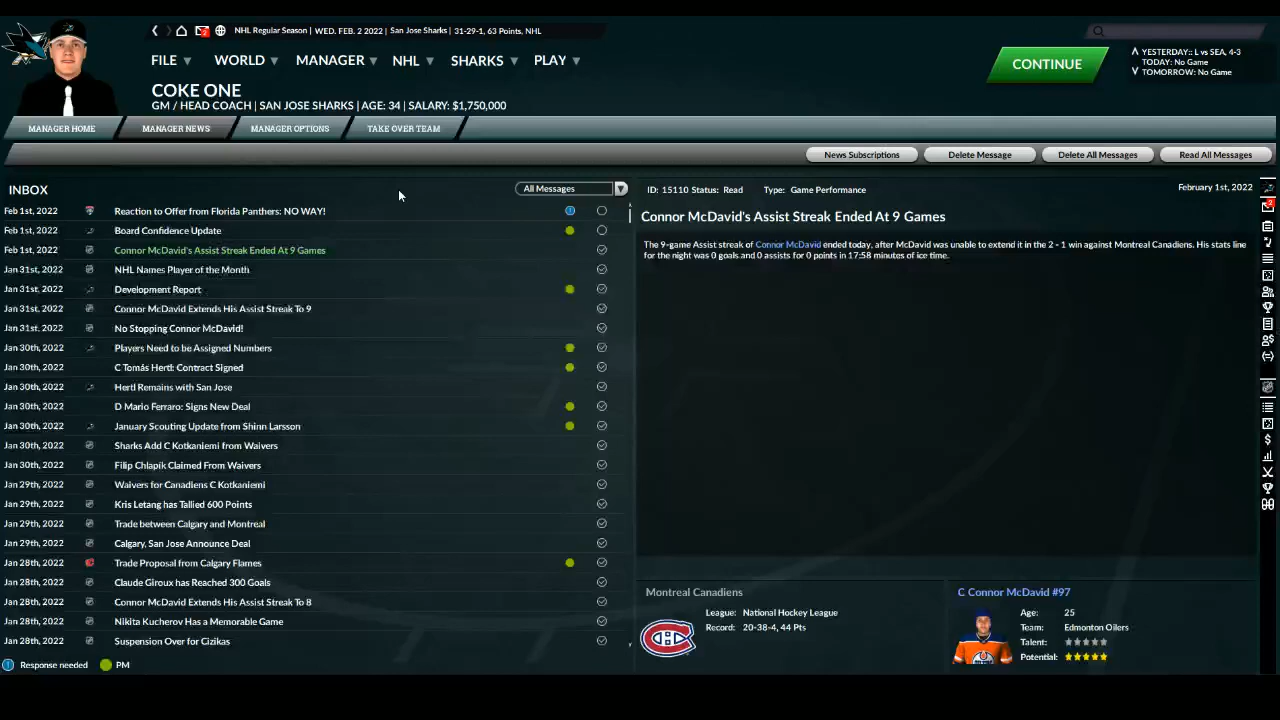 NHL Regular Season | WED. FEB. 2 2022 | San Jose Sharks | 31-29-1, 63 Points, NHL
FILE WORLD MANAGER NHL SHARKS PLAY
CONTINUE
YESTERDAY:: L vs SEA, 4-3
TODAY: No Game
TOMORROW: No Game
COKE ONE
GM / HEAD COACH | SAN JOSE SHARKS | AGE: 34 | SALARY: $1,750,000
MANAGER HOME MANAGER NEWS MANAGER OPTIONS TAKE OVER TEAM
News Subscriptions Delete Message Delete All Messages Read All Messages
INBOX All Messages
Feb 1st, 2022 Reaction to Offer from Florida Panthers: NO WAY!
Feb 1st, 2022 Board Confidence Update
Feb 1st, 2022 Connor McDavid's Assist Streak Ended At 9 Games
Jan 31st, 2022 NHL Names Player of the Month
Jan 31st, 2022 Development Report
Jan 31st, 2022 Connor McDavid Extends His Assist Streak To 9
Jan 31st, 2022 No Stopping Connor McDavid!
Jan 30th, 2022 Players Need to be Assigned Numbers
Jan 30th, 2022 C Tomás Hertl: Contract Signed
Jan 30th, 2022 Hertl Remains with San Jose
Jan 30th, 2022 D Mario Ferraro: Signs New Deal
Jan 30th, 2022 January Scouting Update from Shinn Larsson
Jan 30th, 2022 Sharks Add C Kotkaniemi from Waivers
Jan 30th, 2022 Filip Chlapík Claimed From Waivers
Jan 29th, 2022 Waivers for Canadiens C Kotkaniemi
Jan 29th, 2022 Kris Letang has Tallied 600 Points
Jan 29th, 2022 Trade between Calgary and Montreal
Jan 29th, 2022 Calgary, San Jose Announce Deal
Jan 28th, 2022 Trade Proposal from Calgary Flames
Jan 28th, 2022 Claude Giroux has Reached 300 Goals
Jan 28th, 2022 Connor McDavid Extends His Assist Streak To 8
Jan 28th, 2022 Nikita Kucherov Has a Memorable Game
Jan 28th, 2022 Suspension Over for Cizikas
Response needed PM
ID: 15110 Status: Read Type: Game Performance February 1st, 2022
Connor McDavid's Assist Streak Ended At 9 Games
The 9-game Assist streak of Connor McDavid ended today, after McDavid was unable to extend it in the 2 - 1 win against Montreal Canadiens. His stats line
for the night was 0 goals and 0 assists for 0 points in 17:58 minutes of ice time.
Montreal Canadiens
League: National Hockey League
Record: 20-38-4, 44 Pts
C Connor McDavid #97
Age: 25
Team: Edmonton Oilers
Talent:
Potential: